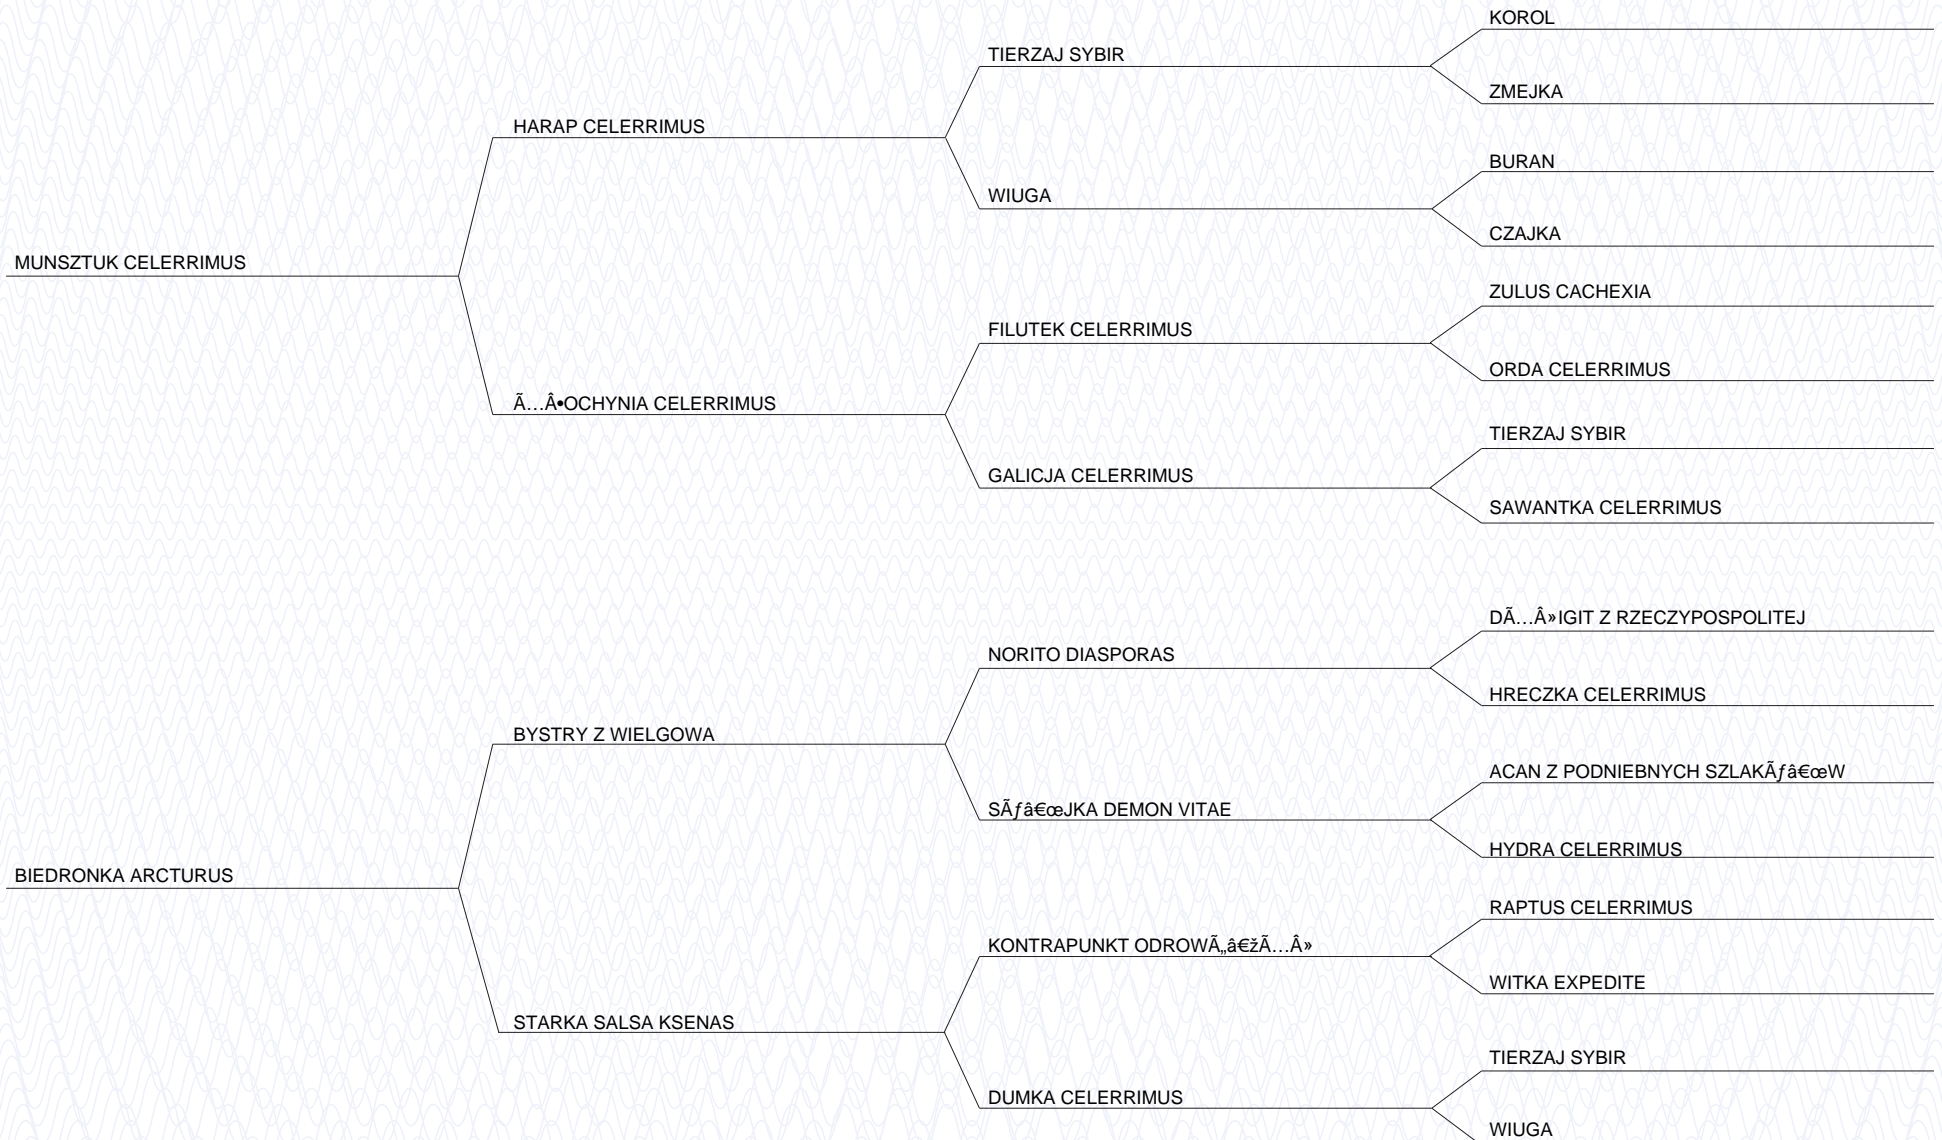 KOROL
TIERZAJ SYBIR
ZMEJKA
HARAP CELERRIMUS
BURAN
WIUGA
CZAJKA
MUNSZTUK CELERRIMUS
ZULUS CACHEXIA
FILUTEK CELERRIMUS
ORDA CELERRIMUS
Ã…Â•OCHYNIA CELERRIMUS
TIERZAJ SYBIR
GALICJA CELERRIMUS
SAWANTKA CELERRIMUS
DÃ…Â»IGIT Z RZECZYPOSPOLITEJ
NORITO DIASPORAS
HRECZKA CELERRIMUS
BYSTRY Z WIELGOWA
ACAN Z PODNIEBNYCH SZLAKÃƒâ€œW
SÃƒâ€œJKA DEMON VITAE
HYDRA CELERRIMUS
BIEDRONKA ARCTURUS
RAPTUS CELERRIMUS
KONTRAPUNKT ODROWÃ„â€žÃ…Â»
WITKA EXPEDITE
STARKA SALSA KSENAS
TIERZAJ SYBIR
DUMKA CELERRIMUS
WIUGA